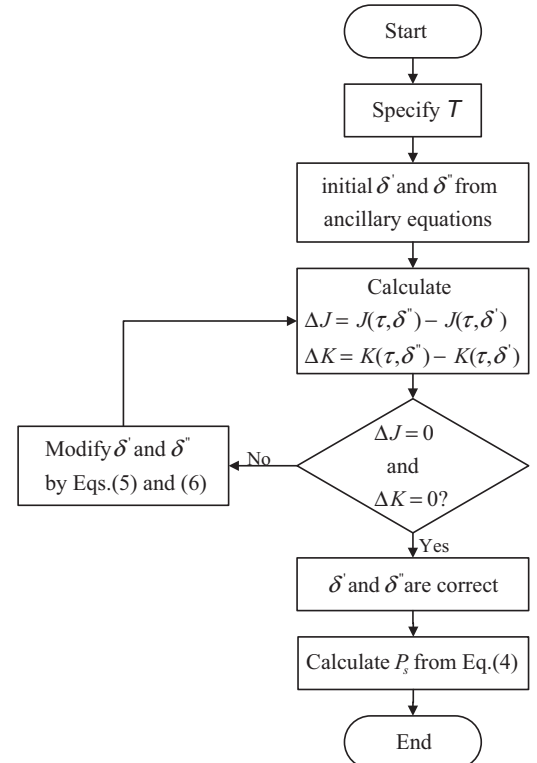 Start
Specify T
initial δ' and δ" from
ancillary equations
Calculate
ΔJ = J(τ,δ") − J(τ,δ')
ΔK = K(τ,δ") − K(τ,δ')
ΔJ = 0
and
ΔK = 0?
No
Modify δ' and δ"
by Eqs.(5) and (6)
Yes
δ' and δ" are correct
Calculate Pₛ from Eq.(4)
End